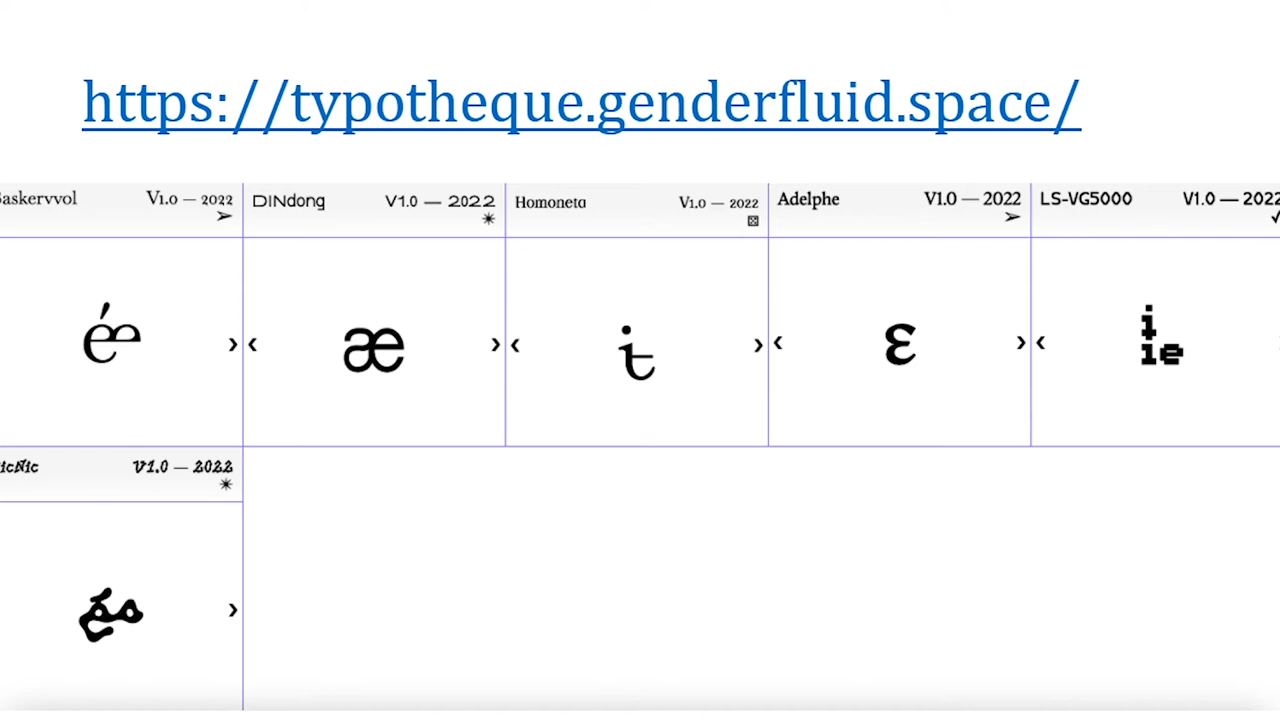 https://typotheque.genderfluid.space/
askervvol V1.0 — 2022 DINdong V1.0 — 2022 Homoneta V1.0 — 2022 Adelphe V1.0 — 2022 LS-VG5000 V1.0 — 2022
æ ɛ
V1.0 — 2022